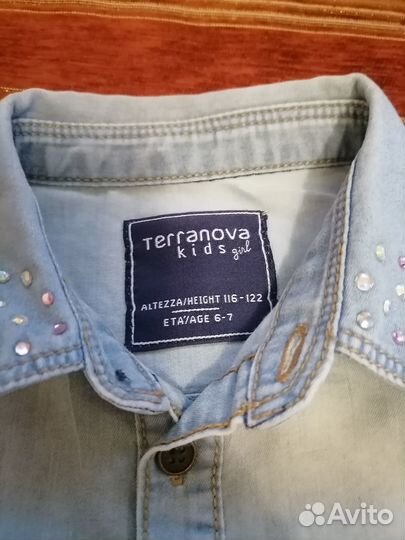 Terranova
kids girl
ALTEZZA/HEIGHT 116-122
ETA'/AGE 6-7
Avito